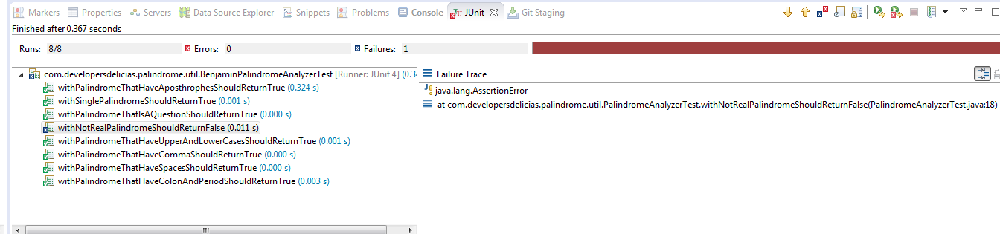 Markers Properties Servers Data Source Explorer Snippets Problems Console JUnit Git Staging
Finished after 0.367 seconds
Runs: 8/8 Errors: 0 Failures: 1
com.developersdelicias.palindrome.util.BenjaminPalindromeAnalyzerTest [Runner: JUnit 4] (0.3
withPalindromeThatHaveAposthrophesShouldReturnTrue (0.324 s)
withSinglePalindromeShouldReturnTrue (0.001 s)
withPalindromeThatIsAQuestionShouldReturnTrue (0.000 s)
withNotRealPalindromeShouldReturnFalse (0.011 s)
withPalindromeThatHaveUpperAndLowerCasesShouldReturnTrue (0.001 s)
withPalindromeThatHaveCommaShouldReturnTrue (0.000 s)
withPalindromeThatHaveSpacesShouldReturnTrue (0.000 s)
withPalindromeThatHaveColonAndPeriodShouldReturnTrue (0.003 s)
Failure Trace
java.lang.AssertionError
at com.developersdelicias.palindrome.util.PalindromeAnalyzerTest.withNotRealPalindromeShouldReturnFalse(PalindromeAnalyzerTest.java:18)